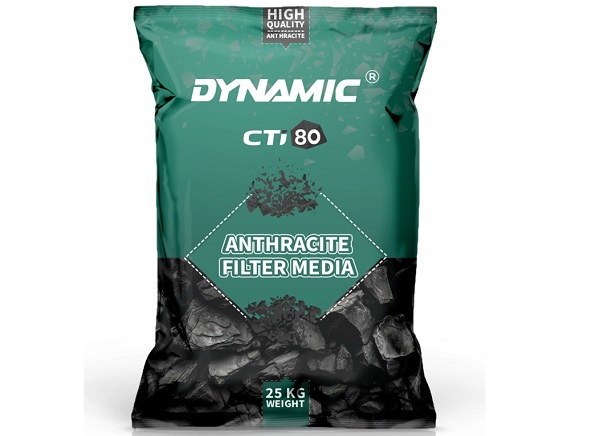 HIGH
QUALITY
ANTHRACITE
DYNAMIC®
CTi 80
ANTHRACITE
FILTER MEDIA
25 KG
WEIGHT